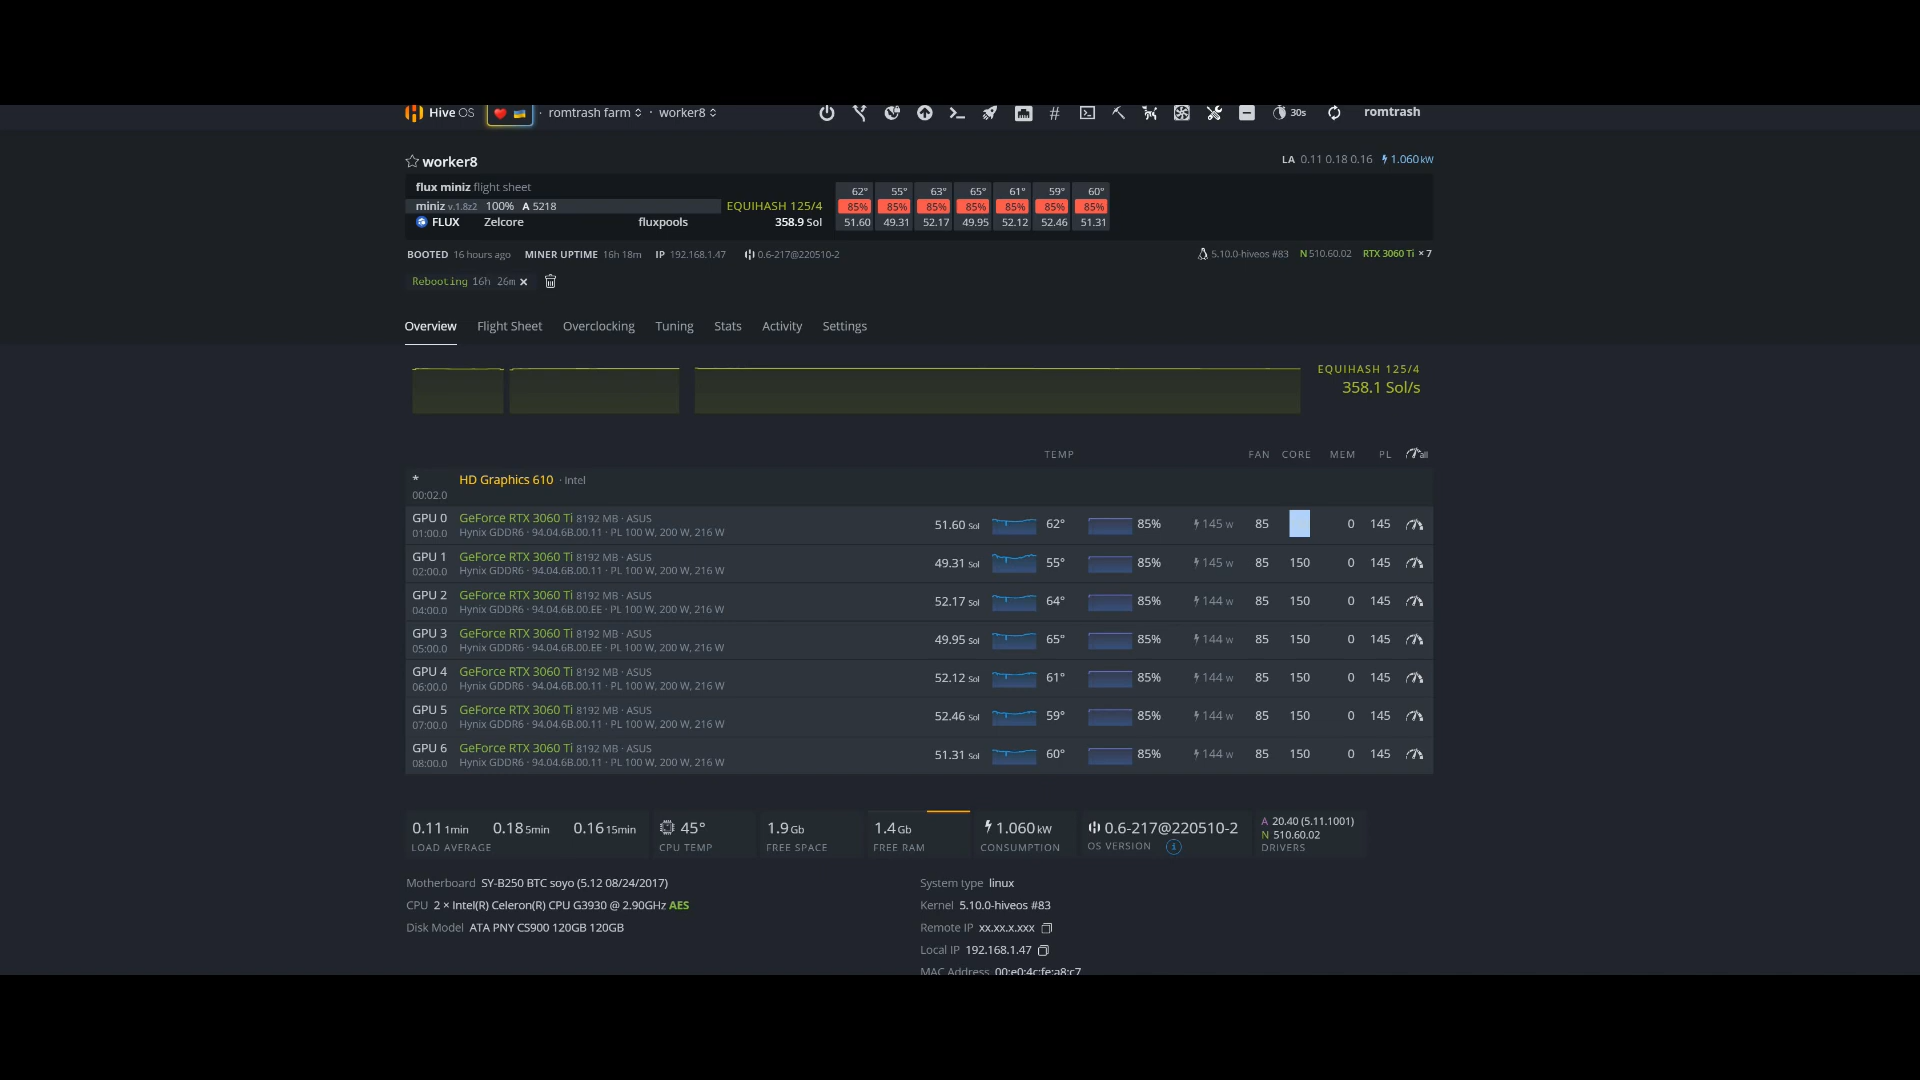 Hive OS · romtrash farm · worker8 # 30s romtrash
worker8 LA 0.11 0.18 0.16 1.060 kW
flux miniz flight sheet 62° 55° 63° 65° 61° 59° 60°
miniz v.1.8z2 100% A 5218 EQUIHASH 125/4 85% 85% 85% 85% 85% 85% 85%
FLUX Zelcore fluxpools 358.9 Sol 51.60 49.31 52.17 49.95 52.12 52.46 51.31
BOOTED 16 hours ago MINER UPTIME 16h 18m IP 192.168.1.47 0.6-217@220510-2 5.10.0-hiveos #83 N 510.60.02 RTX 3060 Ti × 7
Rebooting 16h 26m ×
Overview Flight Sheet Overclocking Tuning Stats Activity Settings
EQUIHASH 125/4
358.1 Sol/s
TEMP FAN CORE MEM PL all
* HD Graphics 610 · Intel
00:02.0
GPU 0 GeForce RTX 3060 Ti 8192 MB · ASUS 51.60 Sol 62° 85% 145 W 85 0 145
01:00.0 Hynix GDDR6 · 94.04.6B.00.11 · PL 100 W, 200 W, 216 W
GPU 1 GeForce RTX 3060 Ti 8192 MB · ASUS 49.31 Sol 55° 85% 145 W 85 150 0 145
02:00.0 Hynix GDDR6 · 94.04.6B.00.11 · PL 100 W, 200 W, 216 W
GPU 2 GeForce RTX 3060 Ti 8192 MB · ASUS 52.17 Sol 64° 85% 144 W 85 150 0 145
04:00.0 Hynix GDDR6 · 94.04.6B.00.EE · PL 100 W, 200 W, 216 W
GPU 3 GeForce RTX 3060 Ti 8192 MB · ASUS 49.95 Sol 65° 85% 144 W 85 150 0 145
05:00.0 Hynix GDDR6 · 94.04.6B.00.EE · PL 100 W, 200 W, 216 W
GPU 4 GeForce RTX 3060 Ti 8192 MB · ASUS 52.12 Sol 61° 85% 144 W 85 150 0 145
06:00.0 Hynix GDDR6 · 94.04.6B.00.11 · PL 100 W, 200 W, 216 W
GPU 5 GeForce RTX 3060 Ti 8192 MB · ASUS 52.46 Sol 59° 85% 144 W 85 150 0 145
07:00.0 Hynix GDDR6 · 94.04.6B.00.11 · PL 100 W, 200 W, 216 W
GPU 6 GeForce RTX 3060 Ti 8192 MB · ASUS 51.31 Sol 60° 85% 144 W 85 150 0 145
08:00.0 Hynix GDDR6 · 94.04.6B.00.11 · PL 100 W, 200 W, 216 W
0.11 1min 0.18 5min 0.16 15min 45° 1.9 Gb 1.4 Gb 1.060 kW 0.6-217@220510-2 A 20.40 (5.11.1001)
N 510.60.02
LOAD AVERAGE CPU TEMP FREE SPACE FREE RAM CONSUMPTION OS VERSION i DRIVERS
Motherboard SY-B250 BTC soyo (5.12 08/24/2017) System type linux
CPU 2 × Intel(R) Celeron(R) CPU G3930 @ 2.90GHz AES Kernel 5.10.0-hiveos #83
Disk Model ATA PNY CS900 120GB 120GB Remote IP xx.xx.x.xxx
Local IP 192.168.1.47
MAC Address 00:e0:4c:fe:a8:c7